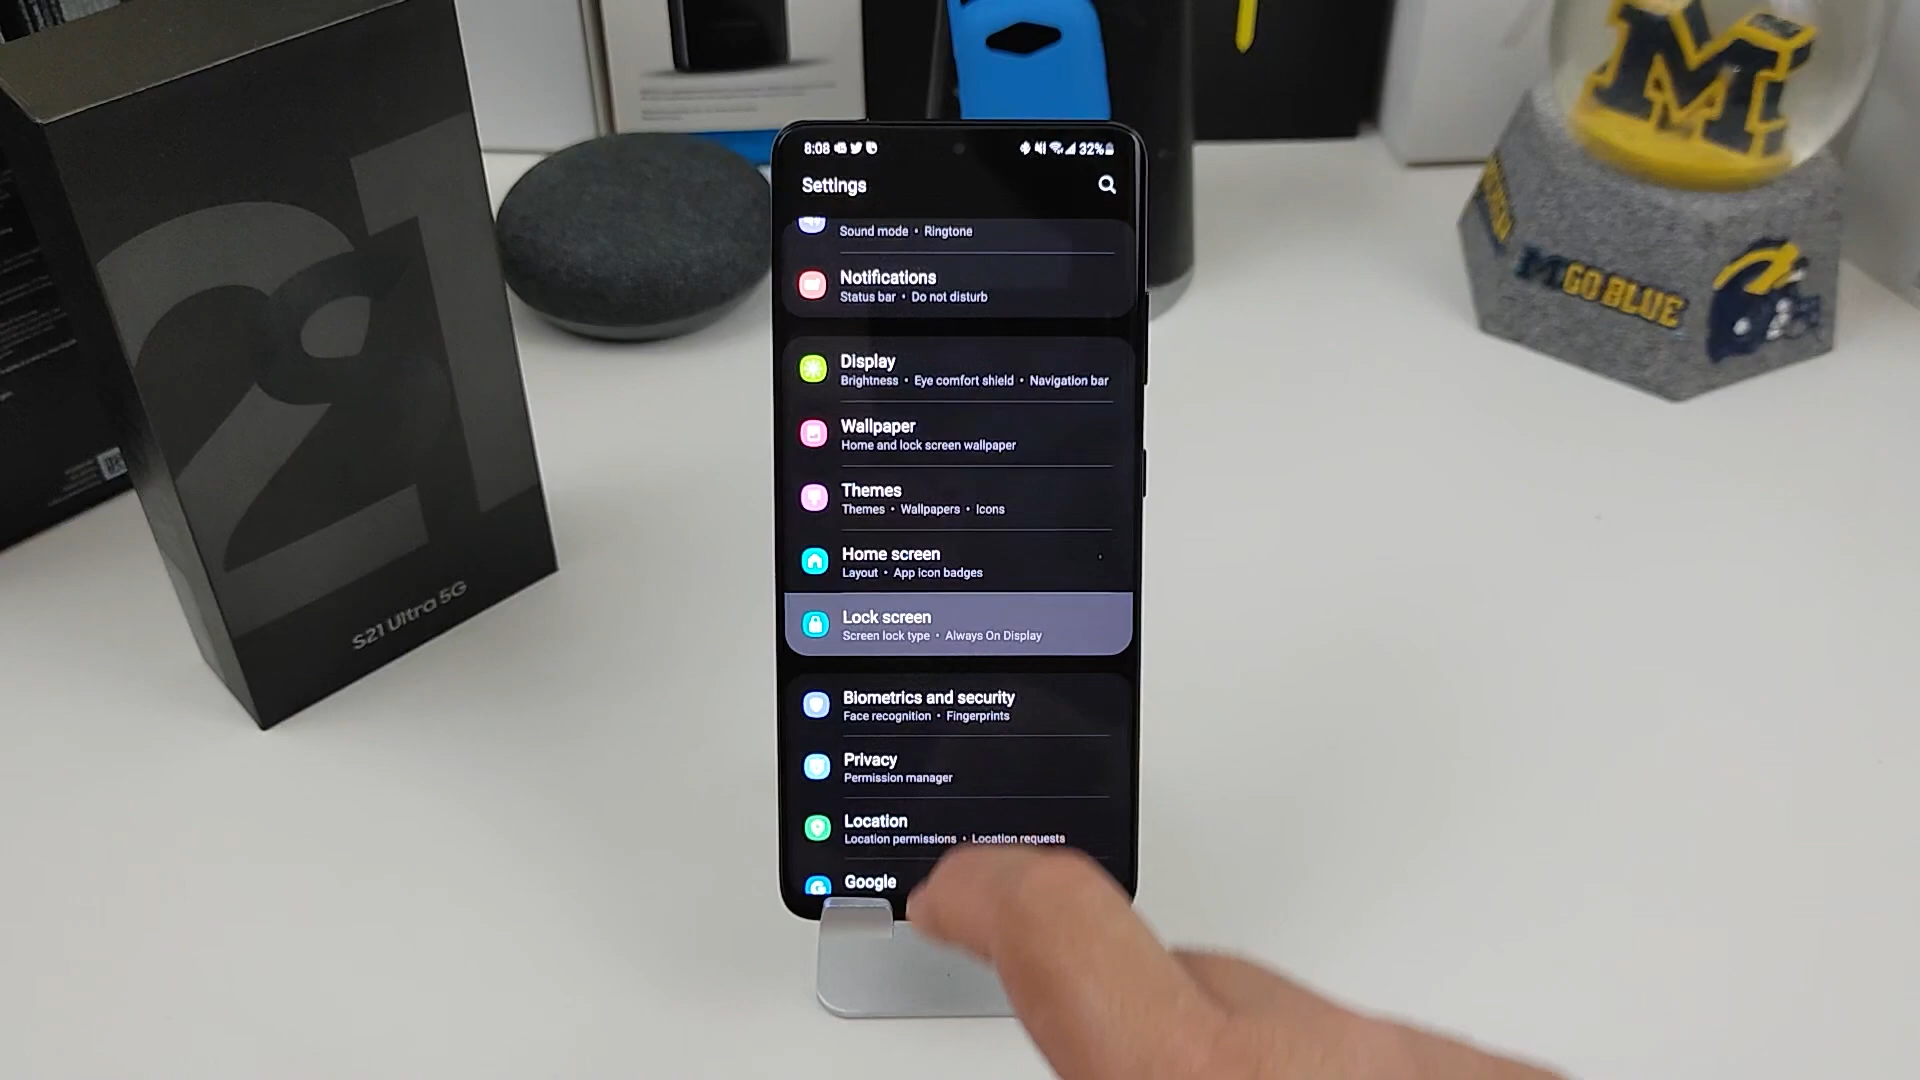 8:08
32%
Settings
Sound mode • Ringtone
Notifications
Status bar • Do not disturb
Display
Brightness • Eye comfort shield • Navigation bar
Wallpaper
Home and lock screen wallpaper
Themes
Themes • Wallpapers • Icons
Home screen
Layout • App icon badges
Lock screen
Screen lock type • Always On Display
Biometrics and security
Face recognition • Fingerprints
Privacy
Permission manager
Location
Location permissions • Location requests
Google
S21
S21 Ultra 5G
M
M GO BLUE